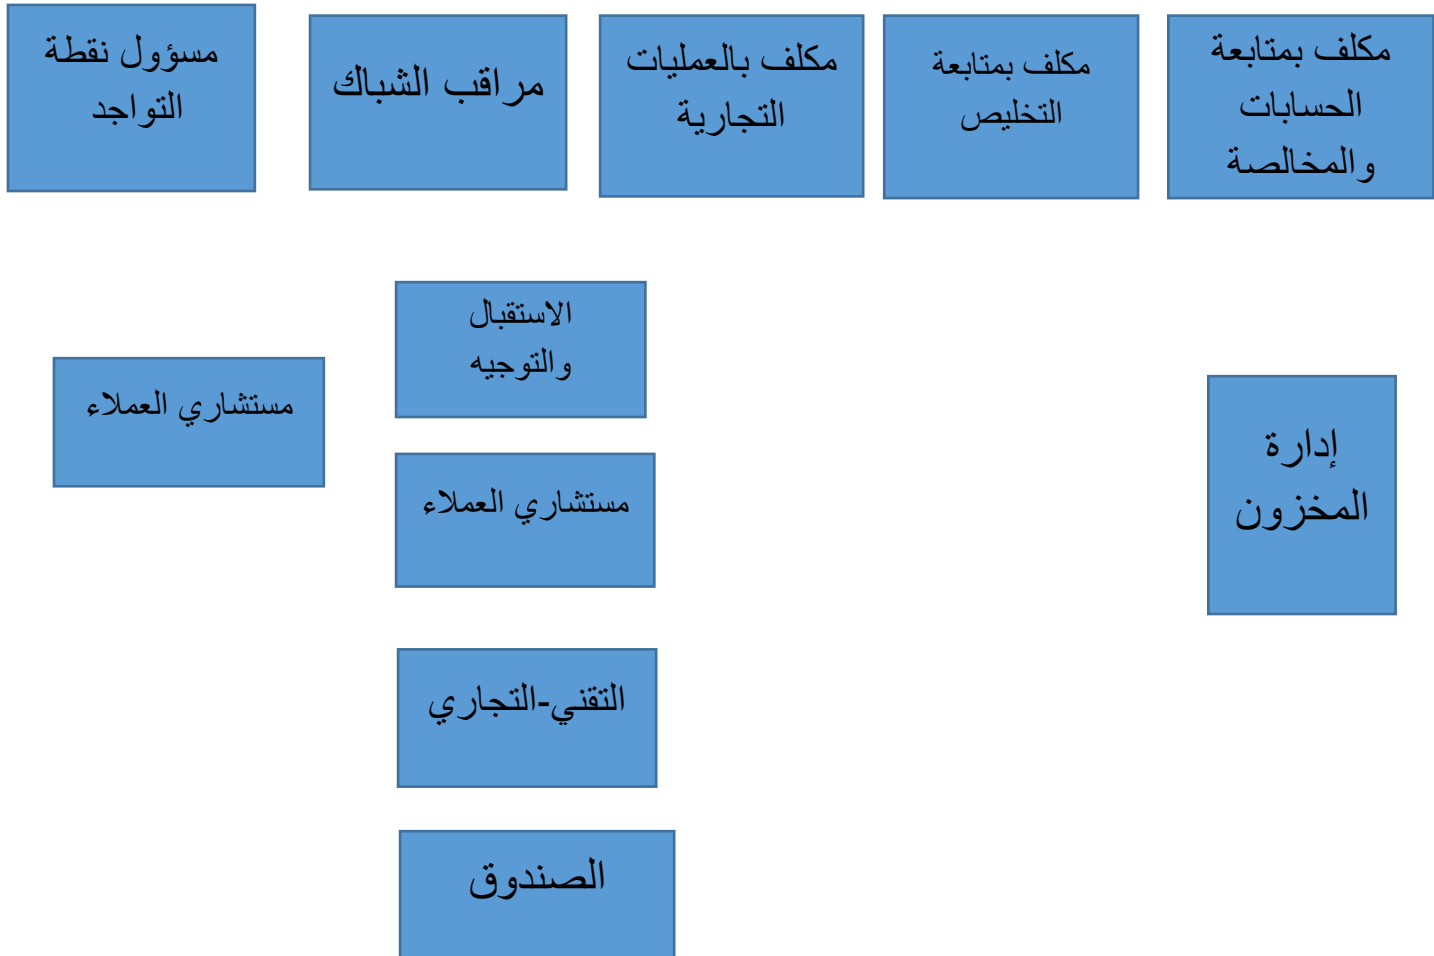 مكلف بمتابعة
الحسابات
والمخالصة
مكلف بمتابعة
التخليص
مكلف بالعمليات
التجارية
مراقب الشباك
مسؤول نقطة
التواجد
الاستقبال
والتوجيه
مستشاري العملاء
إدارة
المخزون
مستشاري العملاء
التقني-التجاري
الصندوق